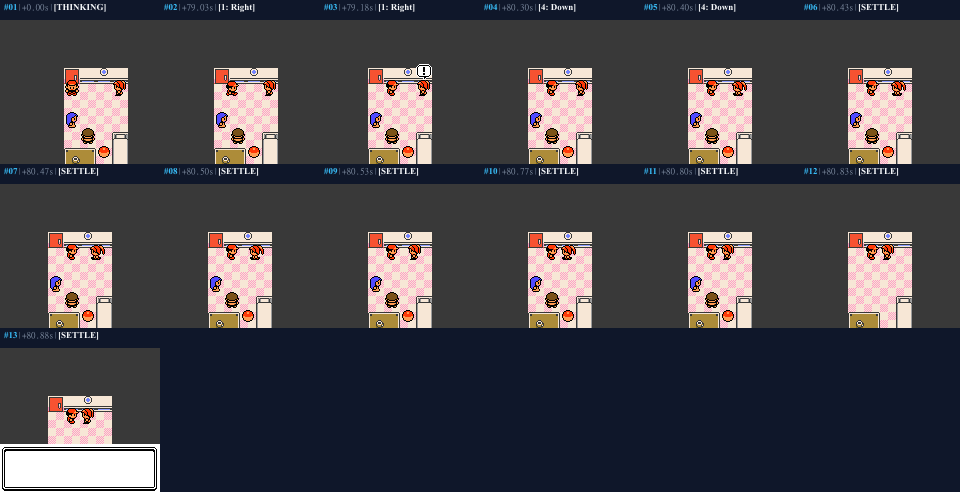 #01|+0.00s|[THINKING]
#02|+79.03s|[1: Right]
#03|+79.18s|[1: Right]
#04|+80.30s|[4: Down]
#05|+80.40s|[4: Down]
#06|+80.43s|[SETTLE]
!
#07|+80.47s|[SETTLE]
#08|+80.50s|[SETTLE]
#09|+80.53s|[SETTLE]
#10|+80.77s|[SETTLE]
#11|+80.80s|[SETTLE]
#12|+80.83s|[SETTLE]
#13|+80.88s|[SETTLE]